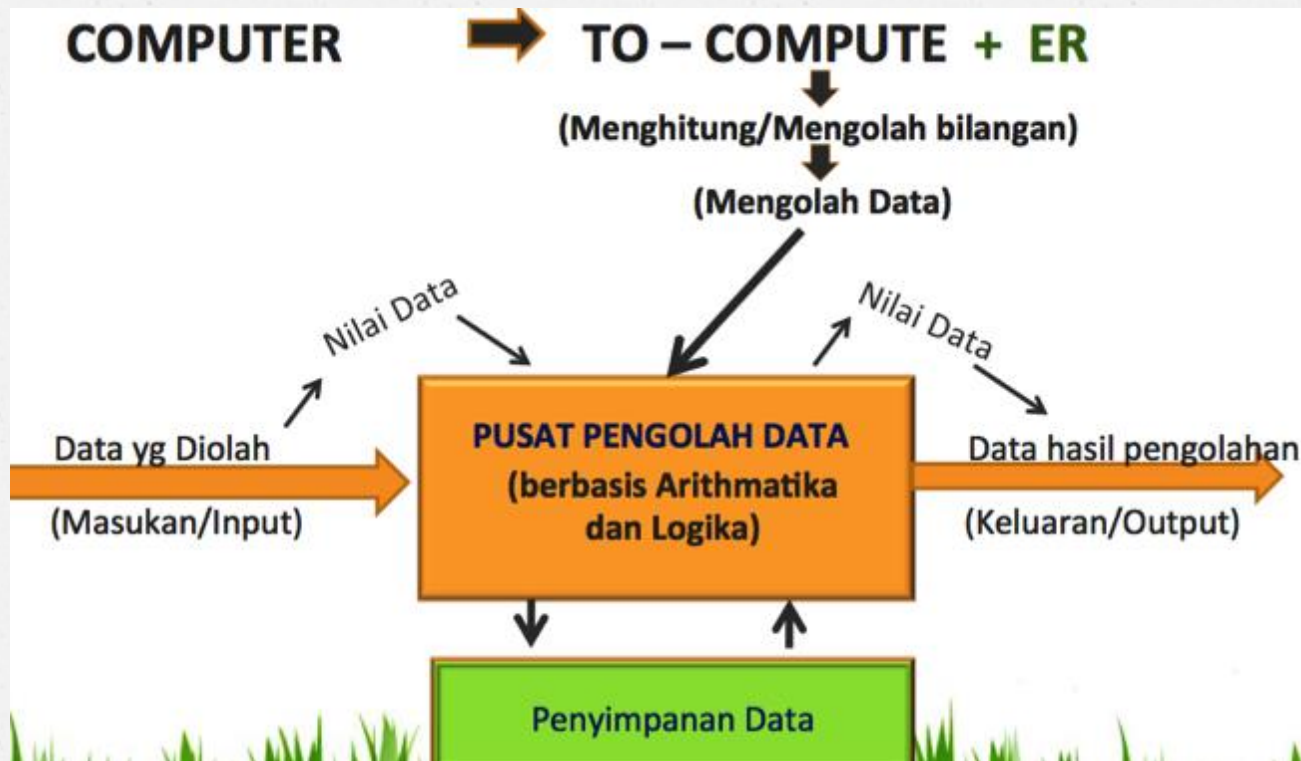 COMPUTER TO – COMPUTE + ER
(Menghitung/Mengolah bilangan)
(Mengolah Data)
Nilai Data
Nilai Data
Data yg Diolah
(Masukan/Input)
PUSAT PENGOLAH DATA
(berbasis Arithmatika
dan Logika)
Data hasil pengolahan
(Keluaran/Output)
Penyimpanan Data